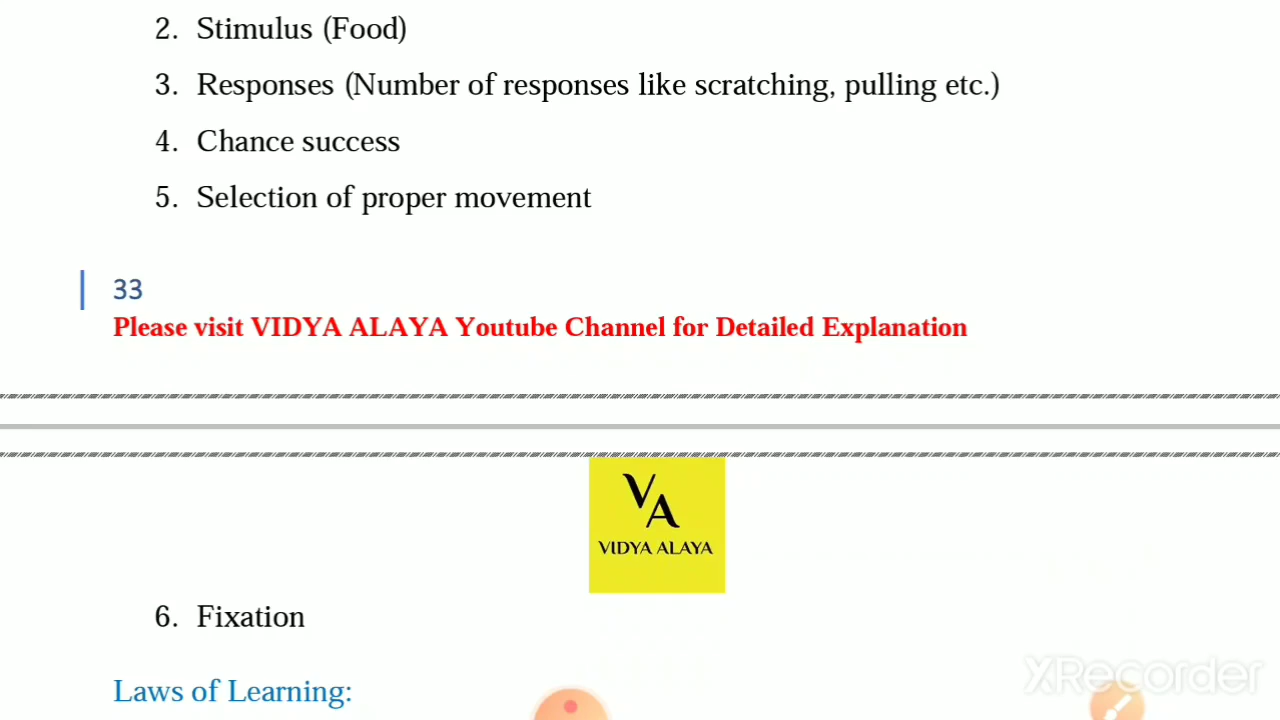 2. Stimulus (Food)
3. Responses (Number of responses like scratching, pulling etc.)
4. Chance success
5. Selection of proper movement
33
Please visit VIDYA ALAYA Youtube Channel for Detailed Explanation
VA
VIDYA ALAYA
6. Fixation
XRecorder
Laws of Learning: